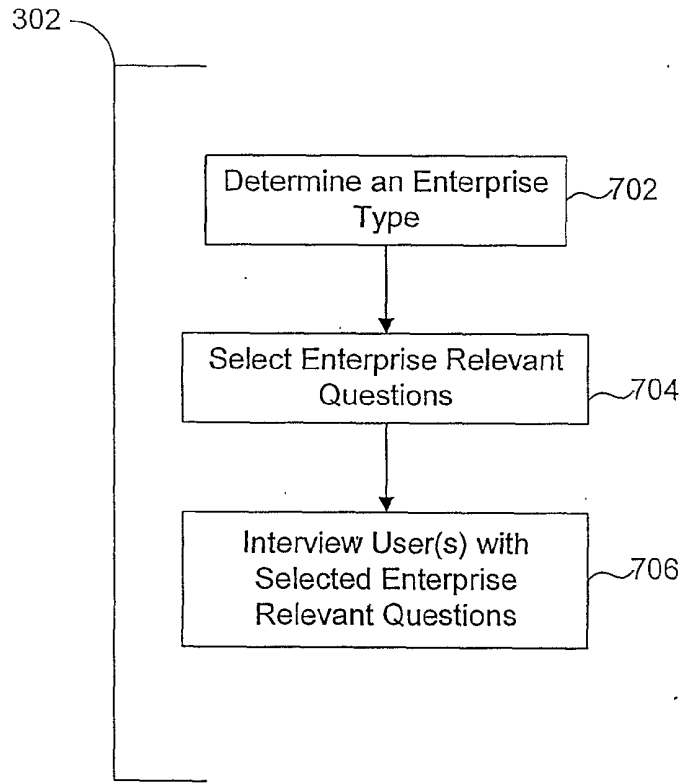 302
Determine an Enterprise
Type
702
Select Enterprise Relevant
Questions
704
Interview User(s) with
Selected Enterprise
Relevant Questions
706